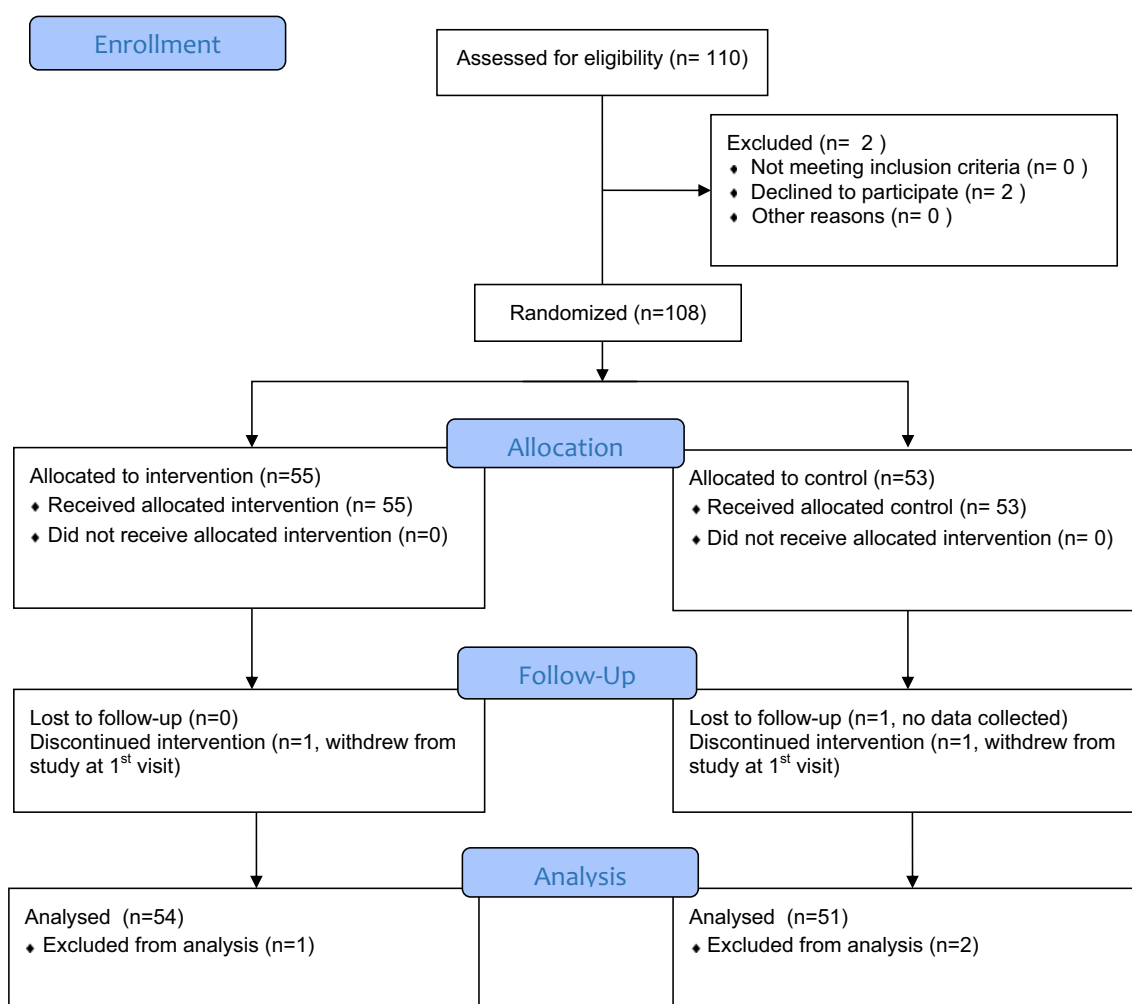 Enrollment
Assessed for eligibility (n= 110)
Excluded (n=  2 )
♦ Not meeting inclusion criteria (n= 0 )
♦ Declined to participate (n= 2 )
♦ Other reasons (n= 0 )
Randomized (n=108)
Allocation
Allocated to intervention (n=55)
♦ Received allocated intervention (n= 55)
♦ Did not receive allocated intervention (n=0)
Allocated to control (n=53)
♦ Received allocated control (n= 53)
♦ Did not receive allocated intervention (n= 0)
Follow-Up
Lost to follow-up (n=0)
Discontinued intervention (n=1, withdrew from
study at 1st visit)
Lost to follow-up (n=1, no data collected)
Discontinued intervention (n=1, withdrew from
study at 1st visit)
Analysis
Analysed  (n=54)
♦ Excluded from analysis (n=1)
Analysed  (n=51)
♦ Excluded from analysis (n=2)